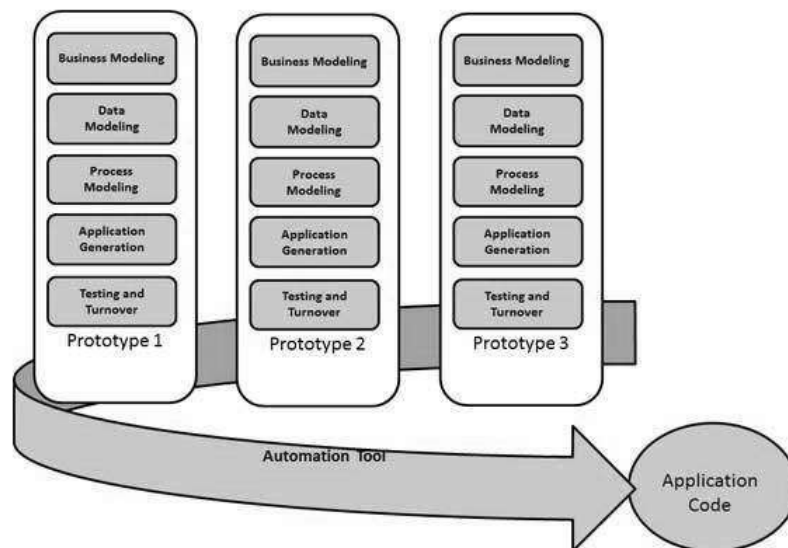 Business Modeling
Data
Modeling
Process
Modeling
Application
Generation
Testing and
Turnover
Prototype 1
Business Modeling
Data
Modeling
Process
Modeling
Application
Generation
Testing and
Turnover
Prototype 2
Business Modeling
Data
Modeling
Process
Modeling
Application
Generation
Testing and
Turnover
Prototype 3
Automation Tool
Application
Code